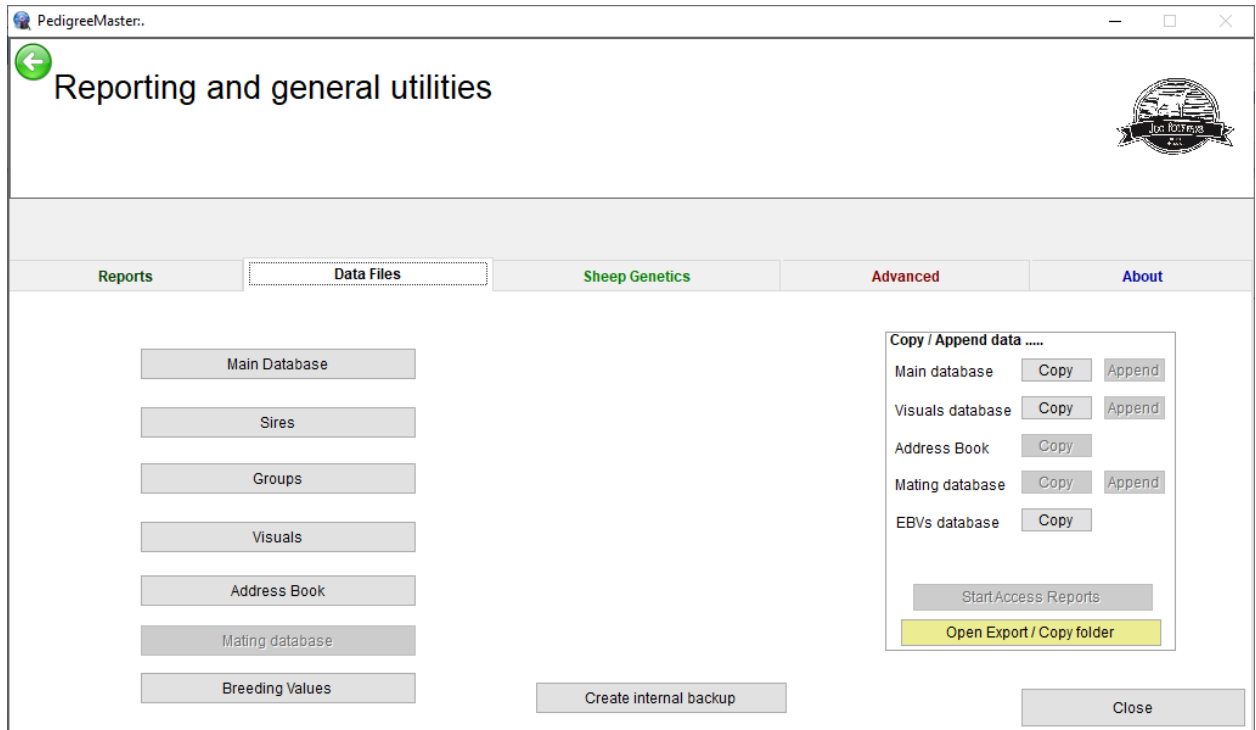 PedigreeMaster:.
Reporting and general utilities
Reports
Data Files
Sheep Genetics
Advanced
About
Main Database
Sires
Groups
Visuals
Address Book
Mating database
Breeding Values
Create internal backup
Copy / Append data .....
Main database Copy Append
Visuals database Copy Append
Address Book Copy
Mating database Copy Append
EBVs database Copy
Start Access Reports
Open Export / Copy folder
Close